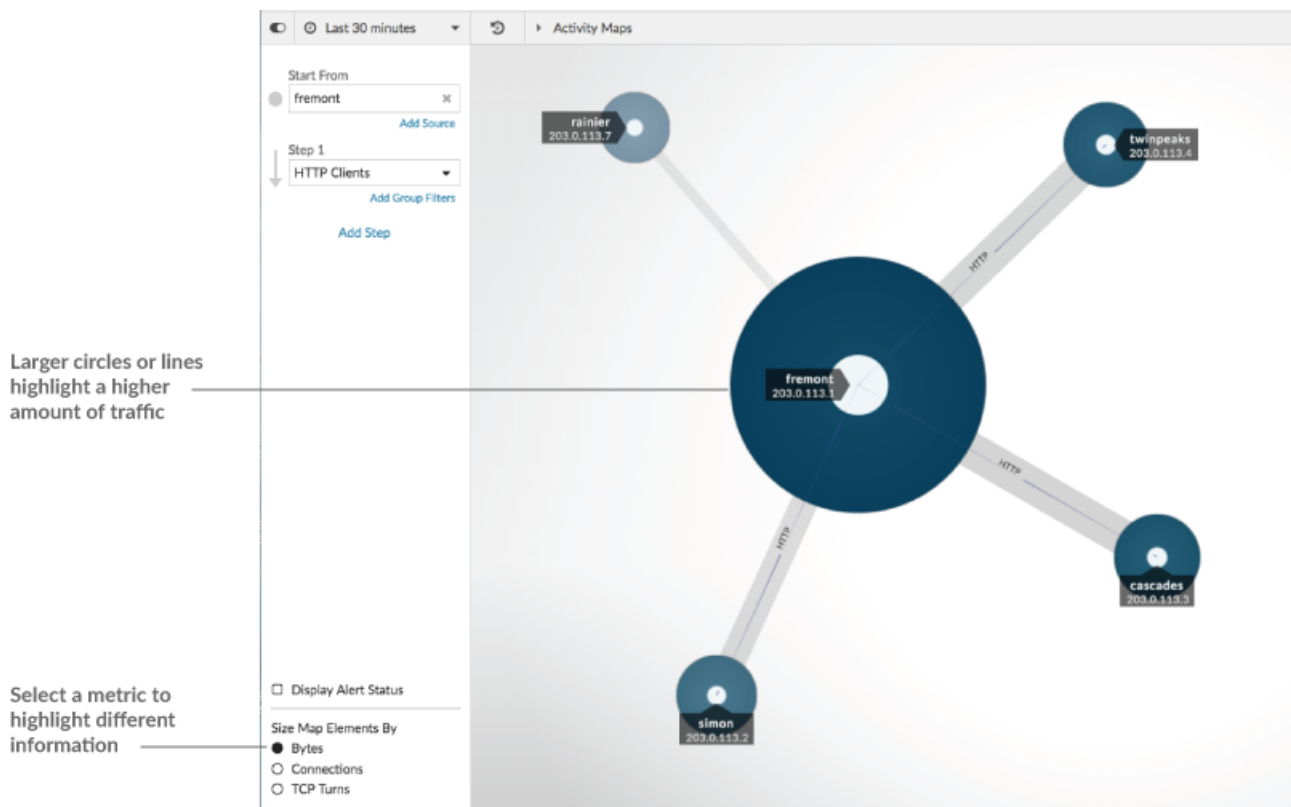 Last 30 minutes
Activity Maps
Start From
fremont
Add Source
Step 1
HTTP Clients
Add Group Filters
Add Step
rainier
203.0.113.7
twinpeaks
203.0.113.4
HTTP
fremont
203.0.113.1
HTTP
HTTP
cascades
203.0.113.3
simon
203.0.113.2
Larger circles or lines
highlight a higher
amount of traffic
Display Alert Status
Select a metric to
highlight different
information
Size Map Elements By
Bytes
Connections
TCP Turns